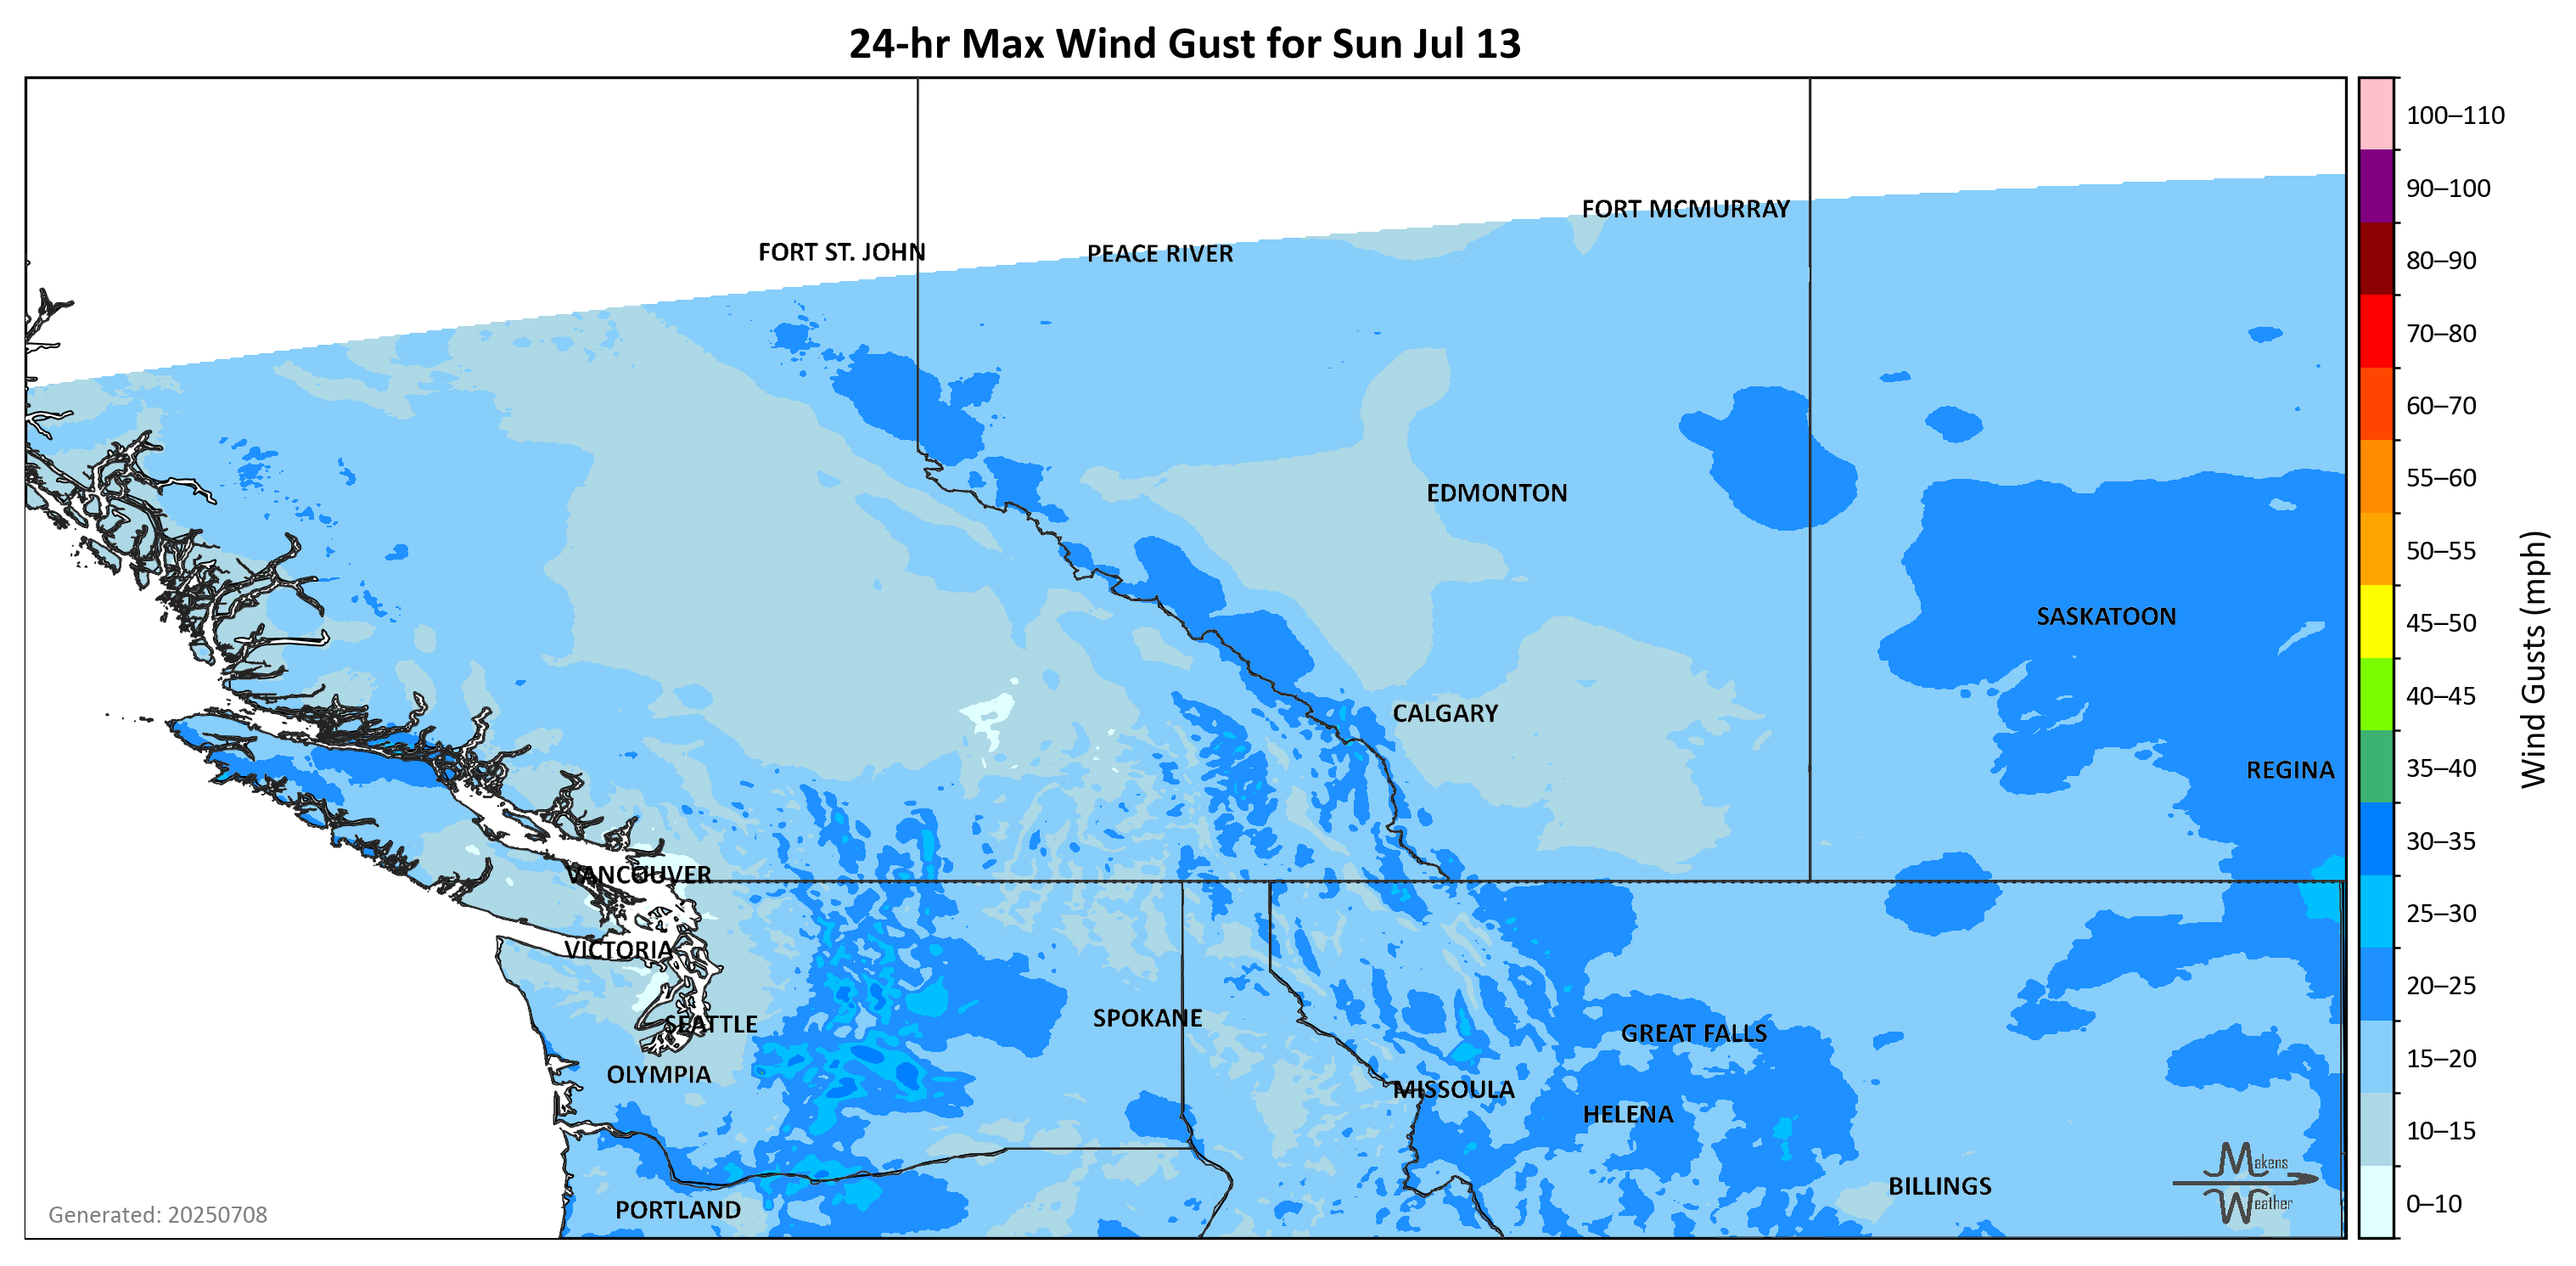 24-hr Max Wind Gust for Sun Jul 13
100–110
90–100
80–90
70–80
60–70
55–60
50–55
45–50
40–45
35–40
30–35
25–30
20–25
15–20
10–15
0–10
Wind Gusts (mph)
FORT MCMURRAY
FORT ST. JOHN
PEACE RIVER
EDMONTON
SASKATOON
CALGARY
REGINA
VANCOUVER
VICTORIA
SPOKANE
SEATTLE
GREAT FALLS
OLYMPIA
MISSOULA
HELENA
BILLINGS
PORTLAND
Makens
Weather
Generated: 20250708